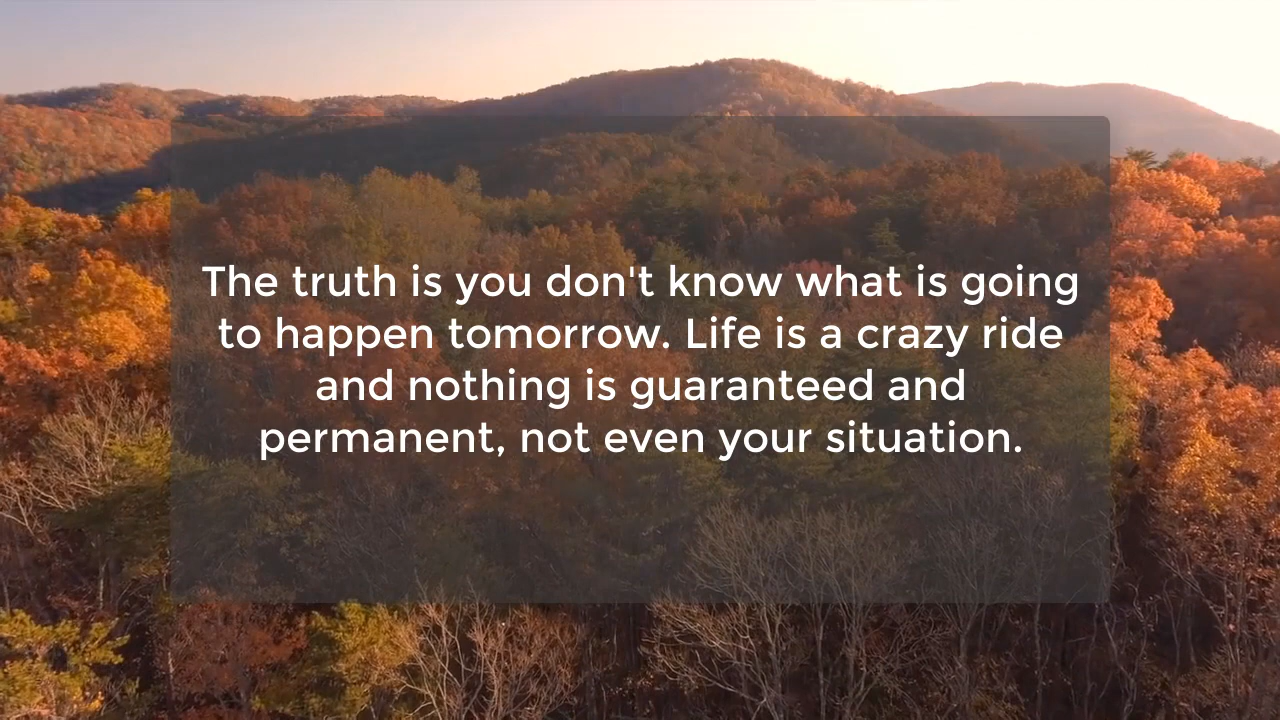 The truth is you don't know what is going
to happen tomorrow. Life is a crazy ride
and nothing is guaranteed and
permanent, not even your situation.